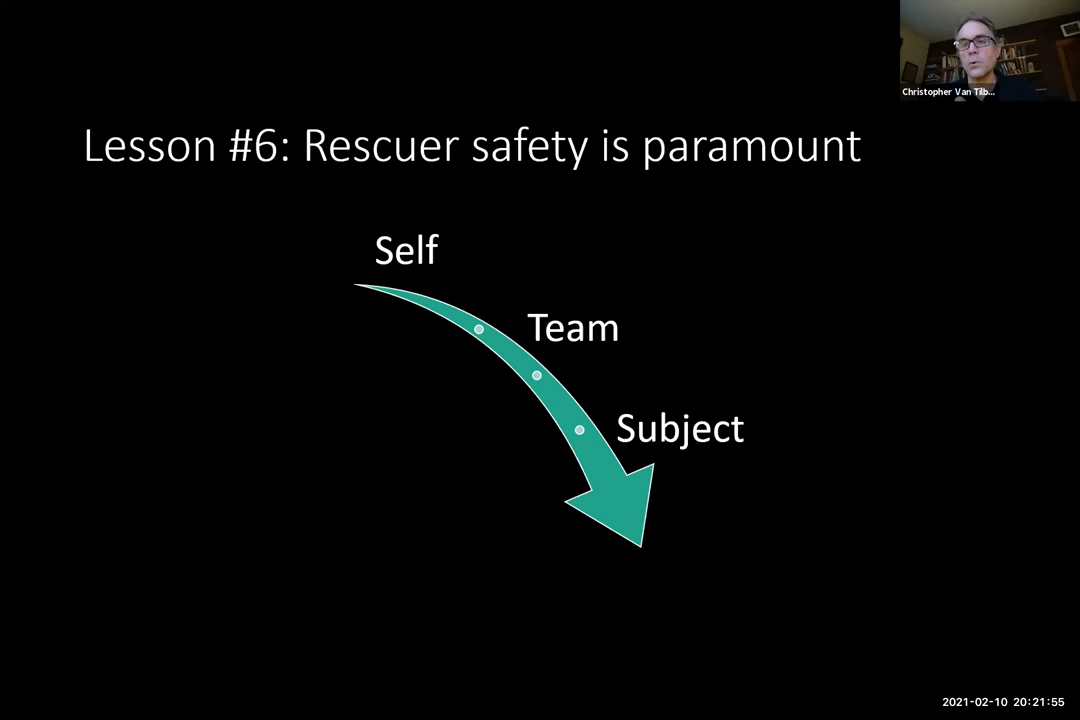 Christopher Van Tilb...
Lesson #6: Rescuer safety is paramount
Self
Team
Subject
2021-02-10 20:21:55